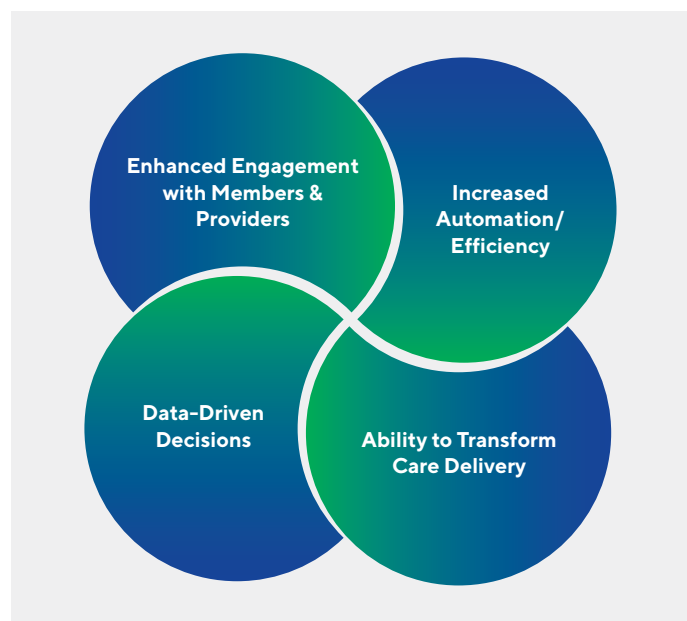 Enhanced Engagement
with Members &
Providers
Increased
Automation/
Efficiency
Data-Driven
Decisions
Ability to Transform
Care Delivery